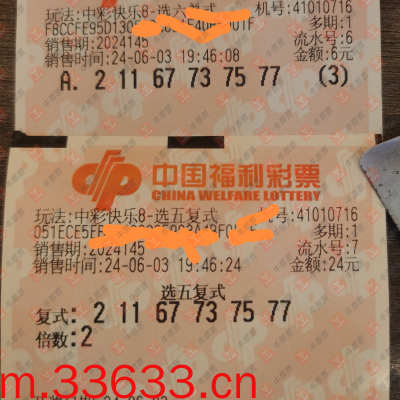 玩法:中彩快乐8-选六单式 机号:41010716
F8CCFE95D130 多期:1
销售期:2024145 流水号:6
销售时间:24-06-03 19:46:08 金额:6元
A. 2 11 67 73 75 77 (3)
中国福利彩票
CHINA WELFARE LOTTERY
玩法:中彩快乐8-选五复式 号:41010716
051ECE5FF 多期:1
销售期:2024145 流水号:7
销售时间:24-06-03 19:46:24 金额:24元
选五复式
复式: 2 11 67 73 75 77
倍数:2
m.33633.cn